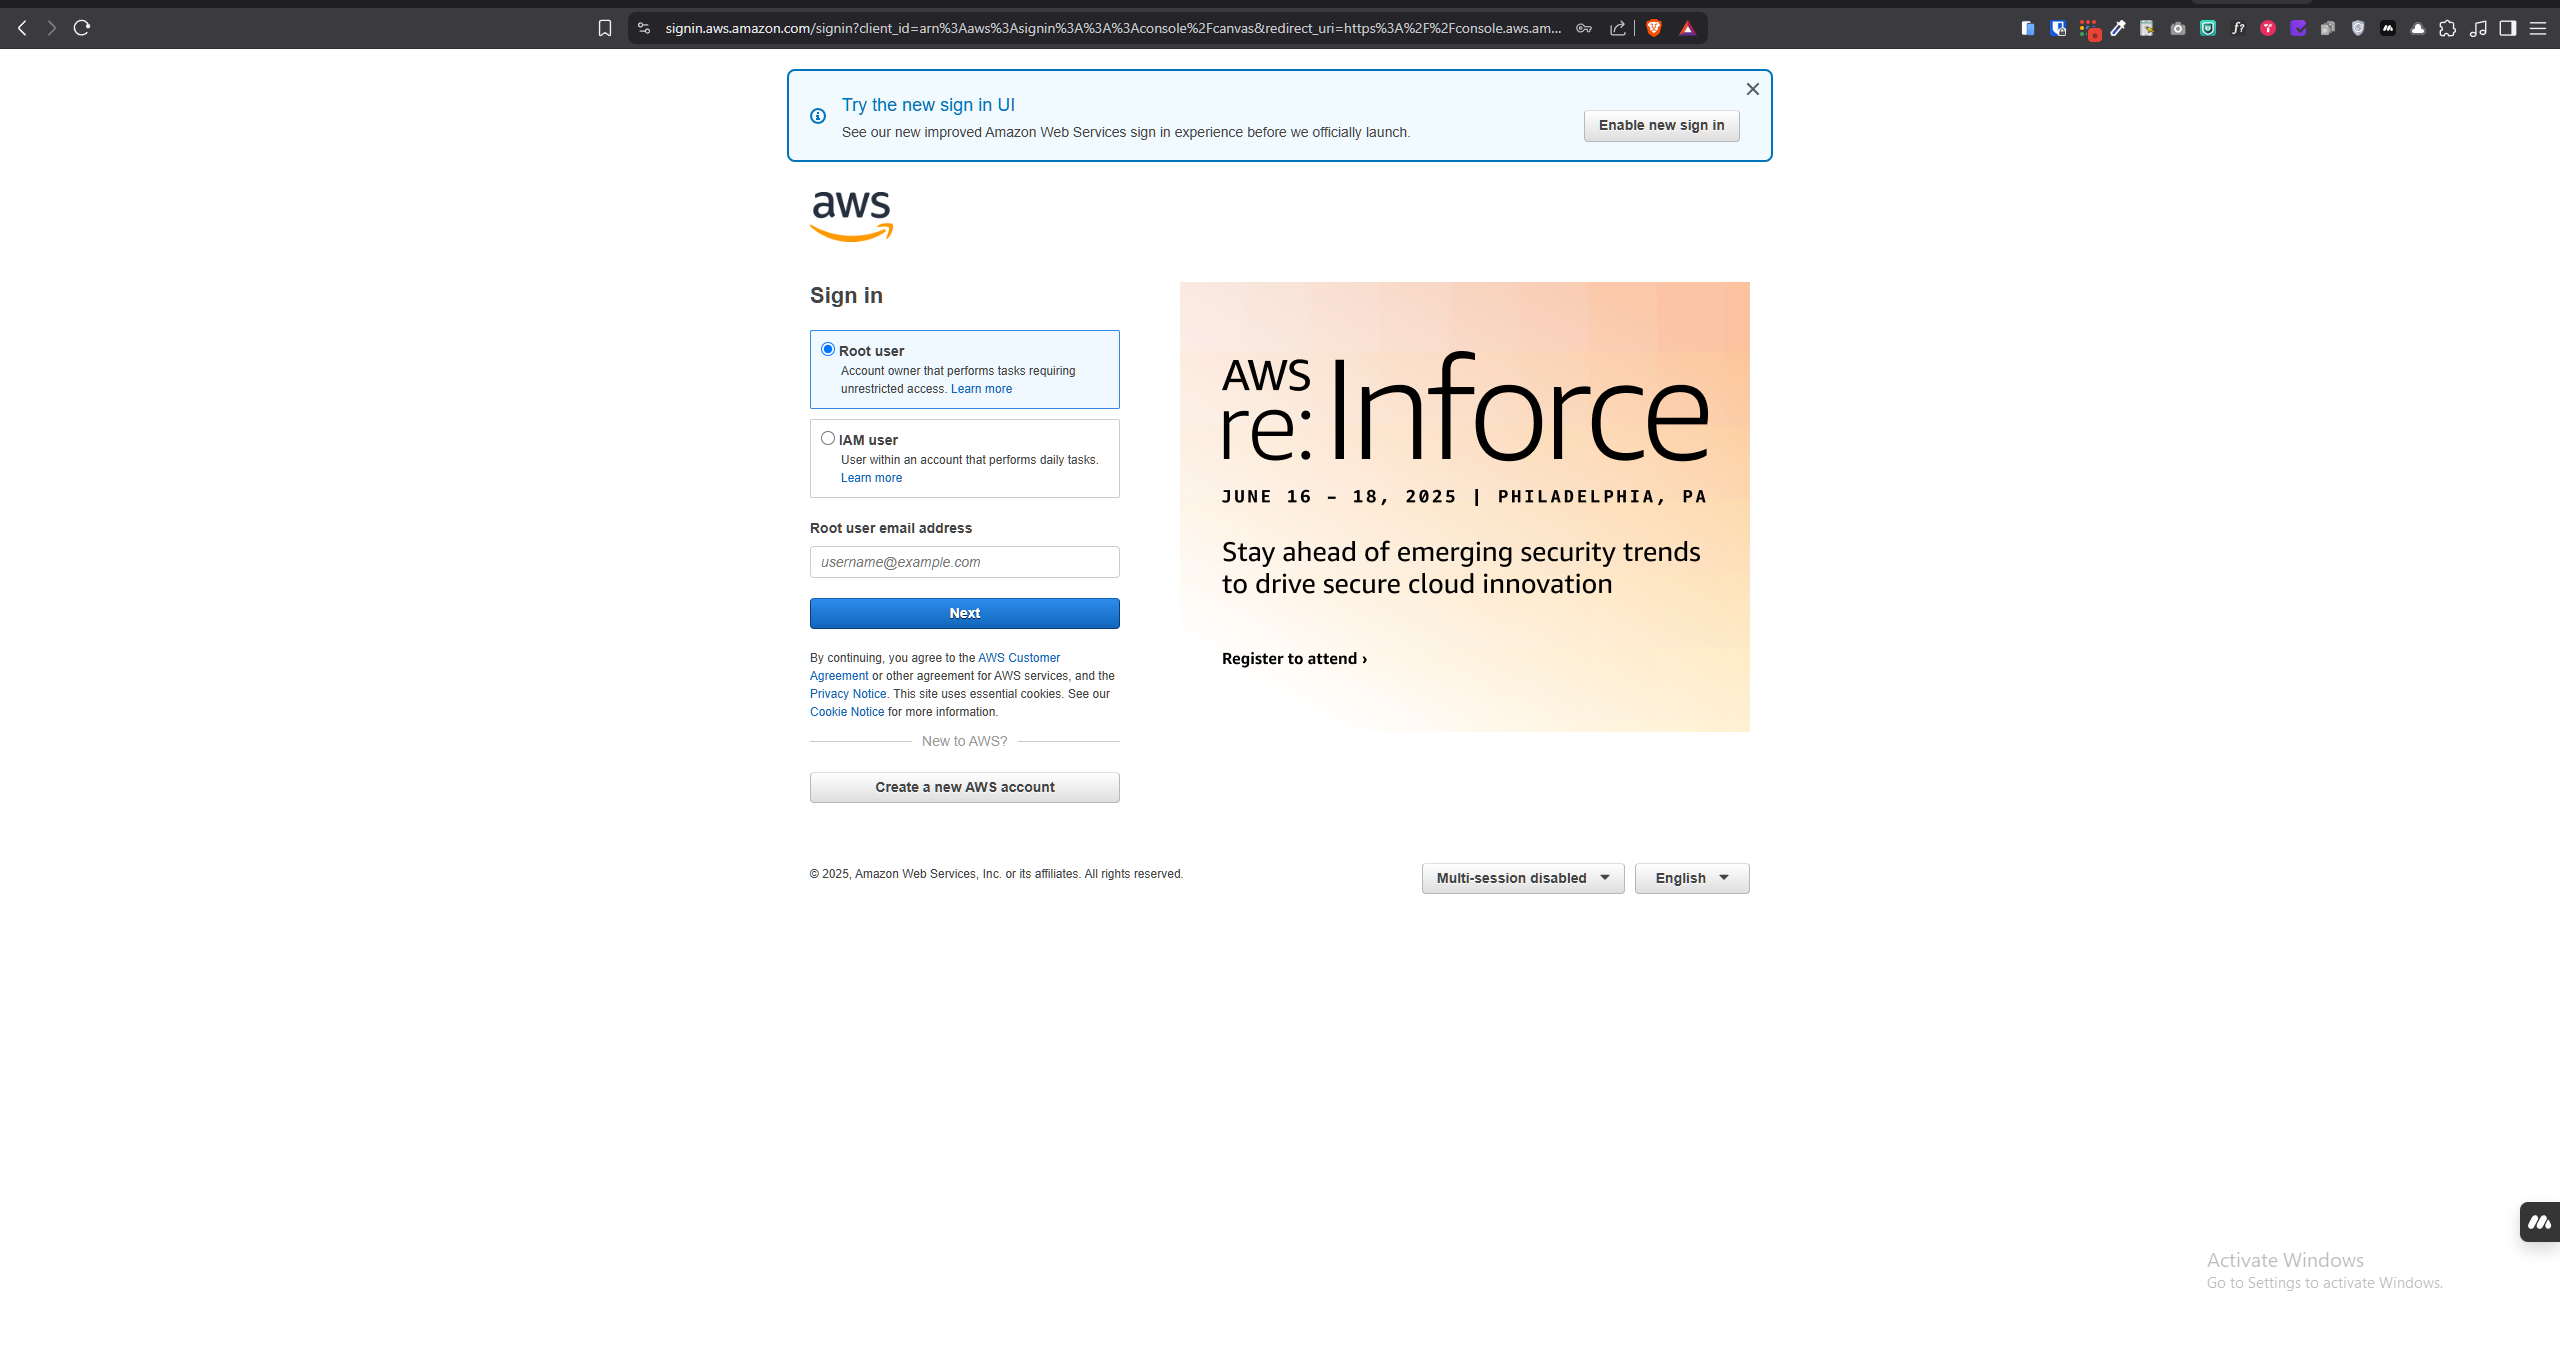 signin.aws.amazon.com/signin?client_id=arn%3Aaws%3Asignin%3A%3A%3Aconsole%2Fcanvas&redirect_uri=https%3A%2F%2Fconsole.aws.am...
Try the new sign in UI
See our new improved Amazon Web Services sign in experience before we officially launch.
Enable new sign in
aws
Sign in
Root user
Account owner that performs tasks requiring
unrestricted access. Learn more
IAM user
User within an account that performs daily tasks.
Learn more
Root user email address
username@example.com
Next
By continuing, you agree to the AWS Customer
Agreement or other agreement for AWS services, and the
Privacy Notice. This site uses essential cookies. See our
Cookie Notice for more information.
New to AWS?
Create a new AWS account
AWS
re: Inforce
JUNE 16 – 18, 2025 | PHILADELPHIA, PA
Stay ahead of emerging security trends
to drive secure cloud innovation
Register to attend ›
© 2025, Amazon Web Services, Inc. or its affiliates. All rights reserved.
Multi-session disabled
English
Activate Windows
Go to Settings to activate Windows.